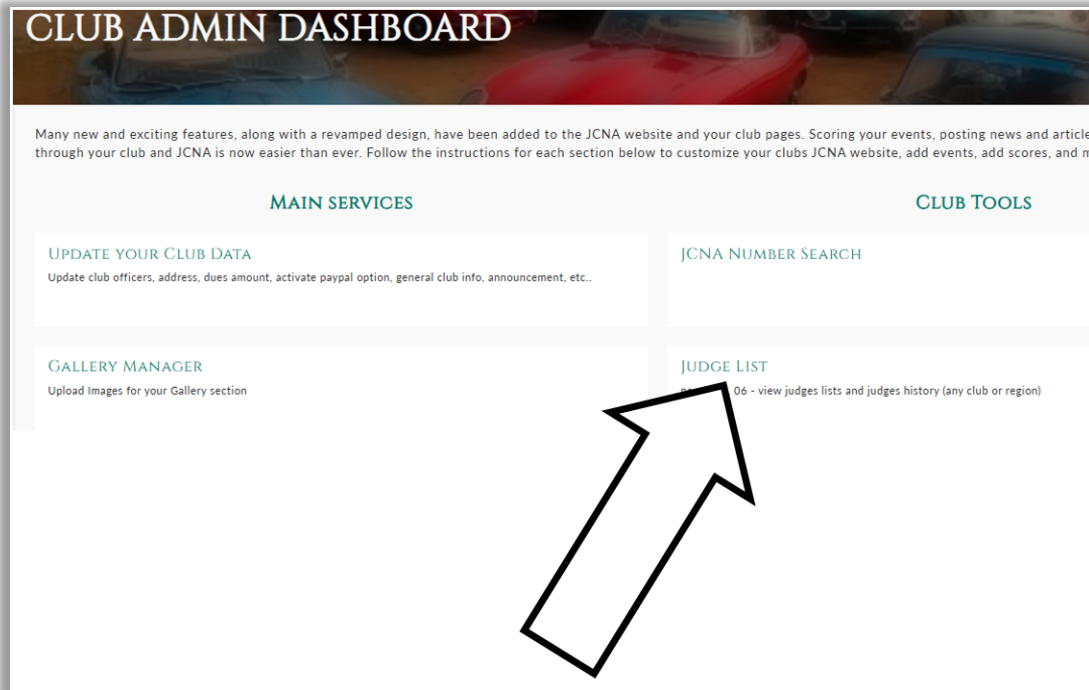 CLUB ADMIN DASHBOARD
Many new and exciting features, along with a revamped design, have been added to the JCNA website and your club pages. Scoring your events, posting news and article
through your club and JCNA is now easier than ever. Follow the instructions for each section below to customize your clubs JCNA website, add events, add scores, and m
MAIN SERVICES
CLUB TOOLS
UPDATE YOUR CLUB DATA
Update club officers, address, dues amount, activate paypal option, general club info, announcement, etc..
JCNA NUMBER SEARCH
GALLERY MANAGER
Upload Images for your Gallery section
JUDGE LIST
06 - view judges lists and judges history (any club or region)